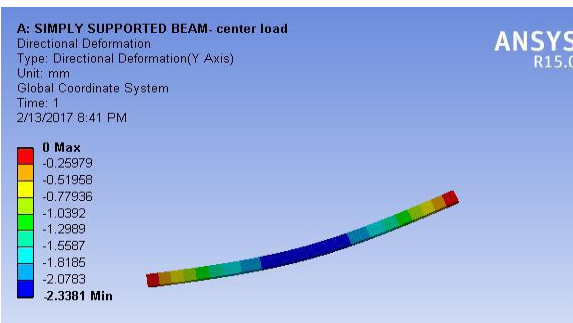 A: SIMPLY SUPPORTED BEAM- center load
Directional Deformation
Type: Directional Deformation(Y Axis)
Unit: mm
Global Coordinate System
Time: 1
2/13/2017 8:41 PM
ANSYS
R15.0
0 Max
-0.25979
-0.51958
-0.77936
-1.0392
-1.2989
-1.5587
-1.8185
-2.0783
-2.3381 Min